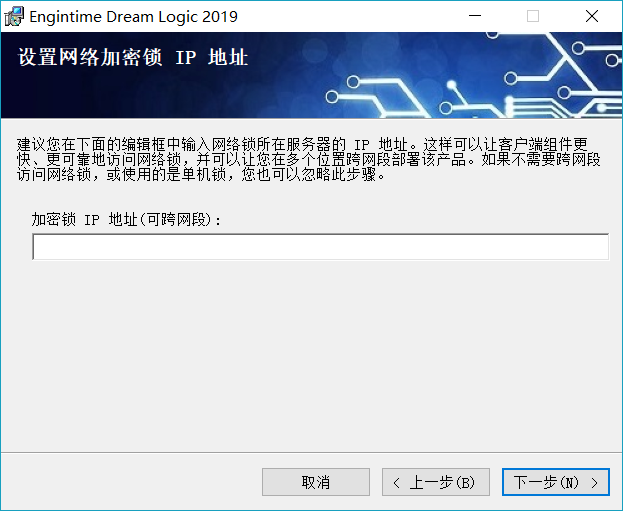 Engintime Dream Logic 2019
设置网络加密锁 IP 地址
建议您在下面的编辑框中输入网络锁所在服务器的 IP 地址。这样可以让客户端组件更
快、更可靠地访问网络锁，并可以让您在多个位置跨网段部署该产品。如果不需要跨网段
访问网络锁，或使用的是单机锁，您也可以忽略此步骤。
加密锁 IP 地址(可跨网段):
取消
< 上一步(B)
下一步(N) >